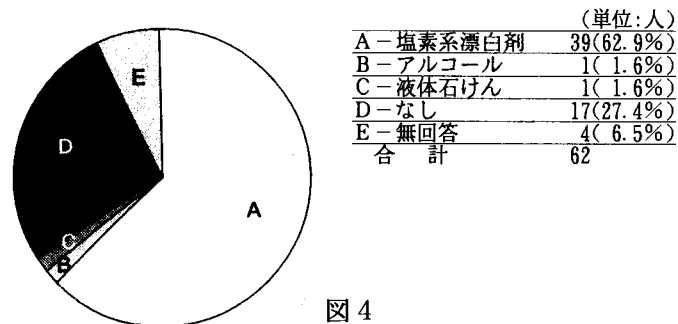 (単位:人)
A-塩素系漂白剤 39(62.9%)
B-アルコール 1( 1.6%)
C-液体石けん 1( 1.6%)
D-なし 17(27.4%)
E-無回答 4( 6.5%)
合 計 62
E
D
A
C
B
図4